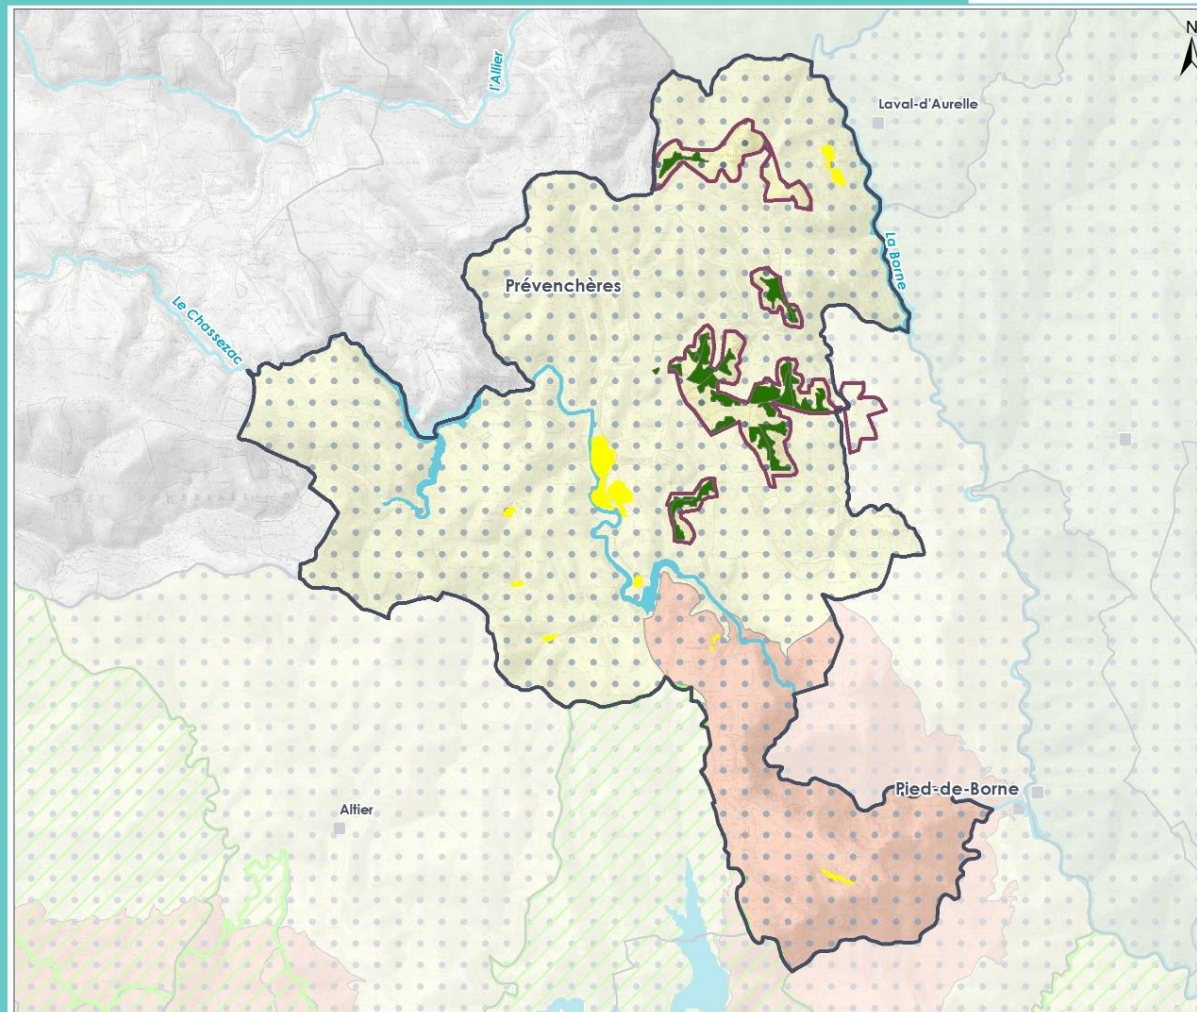 N
l'Allier
Laval-d'Aurelle
La Borne
Prévenchères
Le Chassezac
Pied-de-Borne
Altier